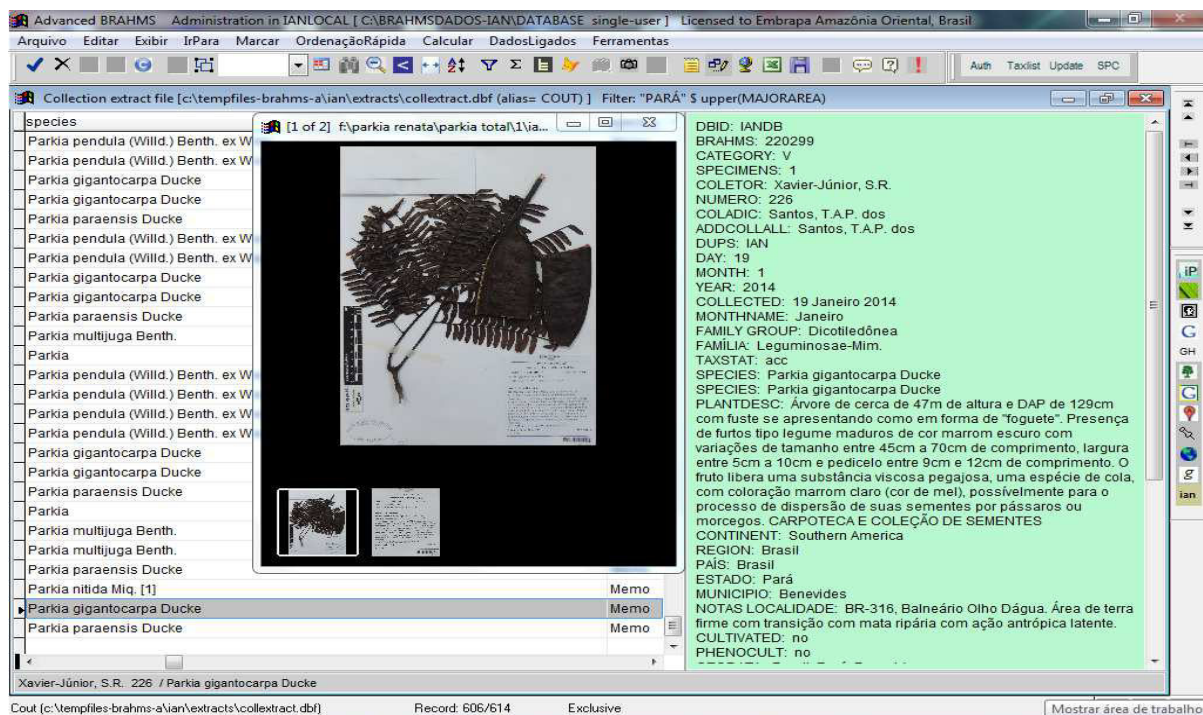 Advanced BRAHMS Administration in IANLOCAL [ C:\BRAHMSDADOS-IAN\DATABASE single-user ] Licensed to Embrapa Amazônia Oriental, Brasil
Arquivo Editar Exibir IrPara Marcar OrdenaçãoRápida Calcular DadosLigados Ferramentas
Auth Taxlist Update SPC
Collection extract file [c:\tempfiles-brahms-a\ian\extracts\collextract.dbf (alias= COUT) ] Filter: "PARÁ" $ upper(MAJORAREA)
species
Parkia pendula (Willd.) Benth. ex W
Parkia pendula (Willd.) Benth. ex W
Parkia gigantocarpa Ducke
Parkia gigantocarpa Ducke
Parkia paraensis Ducke
Parkia pendula (Willd.) Benth. ex W
Parkia pendula (Willd.) Benth. ex W
Parkia gigantocarpa Ducke
Parkia gigantocarpa Ducke
Parkia gigantocarpa Ducke
Parkia multijuga Benth.
Parkia
Parkia pendula (Willd.) Benth. ex W
Parkia pendula (Willd.) Benth. ex W
Parkia pendula (Willd.) Benth. ex W
Parkia pendula (Willd.) Benth. ex W
Parkia gigantocarpa Ducke
Parkia gigantocarpa Ducke
Parkia paraensis Ducke
Parkia
Parkia multijuga Benth.
Parkia multijuga Benth.
Parkia paraensis Ducke
Parkia nitida Miq. [1] Memo
Parkia gigantocarpa Ducke Memo
Parkia paraensis Ducke Memo
[1 of 2] f:\parkia renata\parkia total\1\ia...
DBID: IANDB
BRAHMS: 220299
CATEGORY: V
SPECIMENS: 1
COLETOR: Xavier-Júnior, S.R.
NUMERO: 226
COLADIC: Santos, T.A.P. dos
ADDCOLLALL: Santos, T.A.P. dos
DUPS: IAN
DAY: 19
MONTH: 1
YEAR: 2014
COLLECTED: 19 Janeiro 2014
MONTHNAME: Janeiro
FAMILY GROUP: Dicotiledônea
FAMÍLIA: Leguminosae-Mim.
TAXSTAT: acc
SPECIES: Parkia gigantocarpa Ducke
SPECIES: Parkia gigantocarpa Ducke
PLANTDESC: Árvore de cerca de 47m de altura e DAP de 129cm
com fuste se apresentando como em forma de "foguete". Presença
de furtos tipo legume maduros de cor marrom escuro com
variações de tamanho entre 45cm a 70cm de comprimento, largura
entre 5cm a 10cm e pedicelo entre 9cm e 12cm de comprimento. O
fruto libera uma substância viscosa pegajosa, uma espécie de cola,
com coloração marrom claro (cor de mel), possívelmente para o
processo de dispersão de suas sementes por pássaros ou
morcegos. CARPOTECA E COLEÇÃO DE SEMENTES
CONTINENT: Southern America
REGION: Brasil
PAÍS: Brasil
ESTADO: Pará
MUNICIPIO: Benevides
NOTAS LOCALIDADE: BR-316, Balneário Olho Dágua. Área de terra
firme com transição com mata ripária com ação antrópica latente.
CULTIVATED: no
PHENOCULT: no
iP
G
GH
G
g
ian
Xavier-Júnior, S.R. 226 / Parkia gigantocarpa Ducke
Cout (c:\tempfiles-brahms-a\ian\extracts\collextract.dbf) Record: 606/614 Exclusive
Mostrar área de trabalho